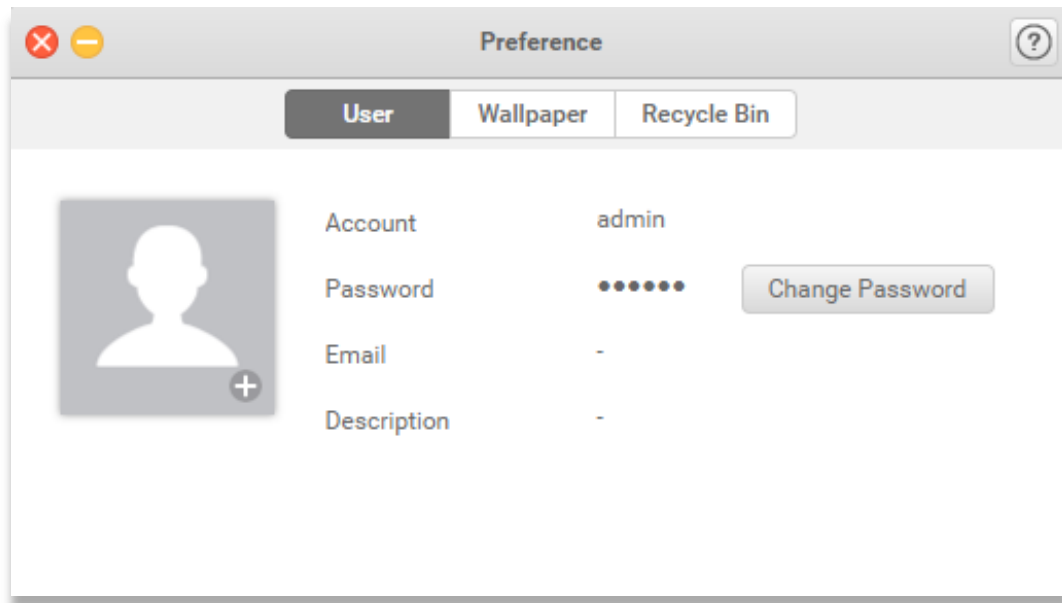 Preference
?
User Wallpaper Recycle Bin
Account admin
Password •••••• Change Password
Email -
Description -